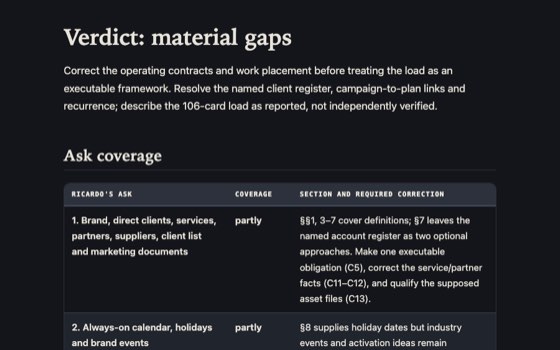 Verdict: material gaps
Correct the operating contracts and work placement before treating the load as an
executable framework. Resolve the named client register, campaign-to-plan links and
recurrence; describe the 106-card load as reported, not independently verified.
Ask coverage
RICARDO'S ASK COVERAGE SECTION AND REQUIRED CORRECTION
1. Brand, direct clients, services, partly §§1, 3–7 cover definitions; §7 leaves the
partners, suppliers, client list named account register as two optional
and marketing documents approaches. Make one executable
obligation (C5), correct the service/partner
facts (C11–C12), and qualify the supposed
asset files (C13).
2. Always-on calendar, holidays partly §8 supplies holiday dates but industry
and brand events events and activation ideas remain